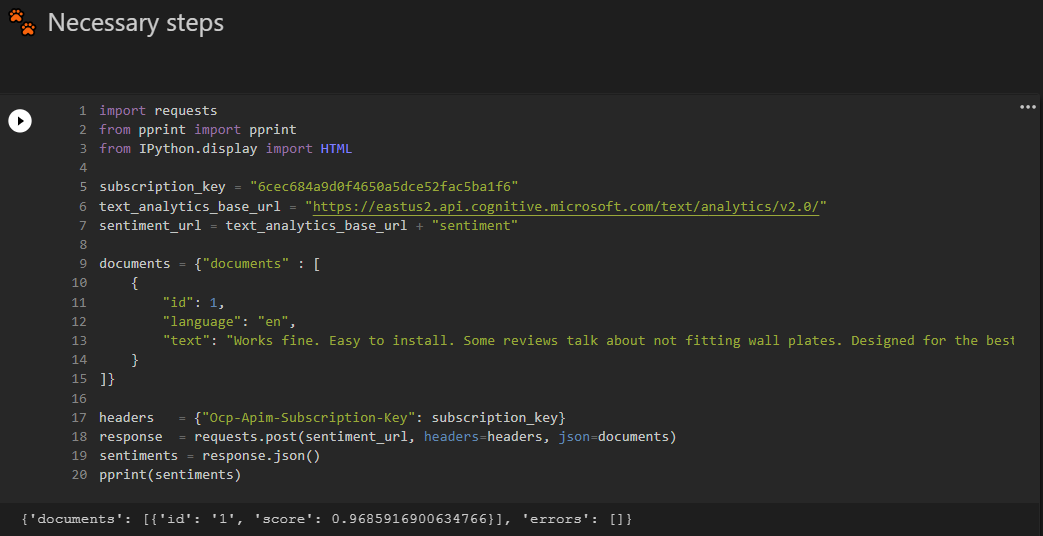 Necessary steps
1 import requests
2 from pprint import pprint
3 from IPython.display import HTML
4
5 subscription_key = "6cec684a9d0f4650a5dce52fac5ba1f6"
6 text_analytics_base_url = "https://eastus2.api.cognitive.microsoft.com/text/analytics/v2.0/"
7 sentiment_url = text_analytics_base_url + "sentiment"
8
9 documents = {"documents" : [
10     {
11         "id": 1,
12         "language": "en",
13         "text": "Works fine. Easy to install. Some reviews talk about not fitting wall plates. Designed for the best
14     }
15 ]}
16
17 headers   = {"Ocp-Apim-Subscription-Key": subscription_key}
18 response  = requests.post(sentiment_url, headers=headers, json=documents)
19 sentiments = response.json()
20 pprint(sentiments)
{'documents': [{'id': '1', 'score': 0.9685916900634766}], 'errors': []}